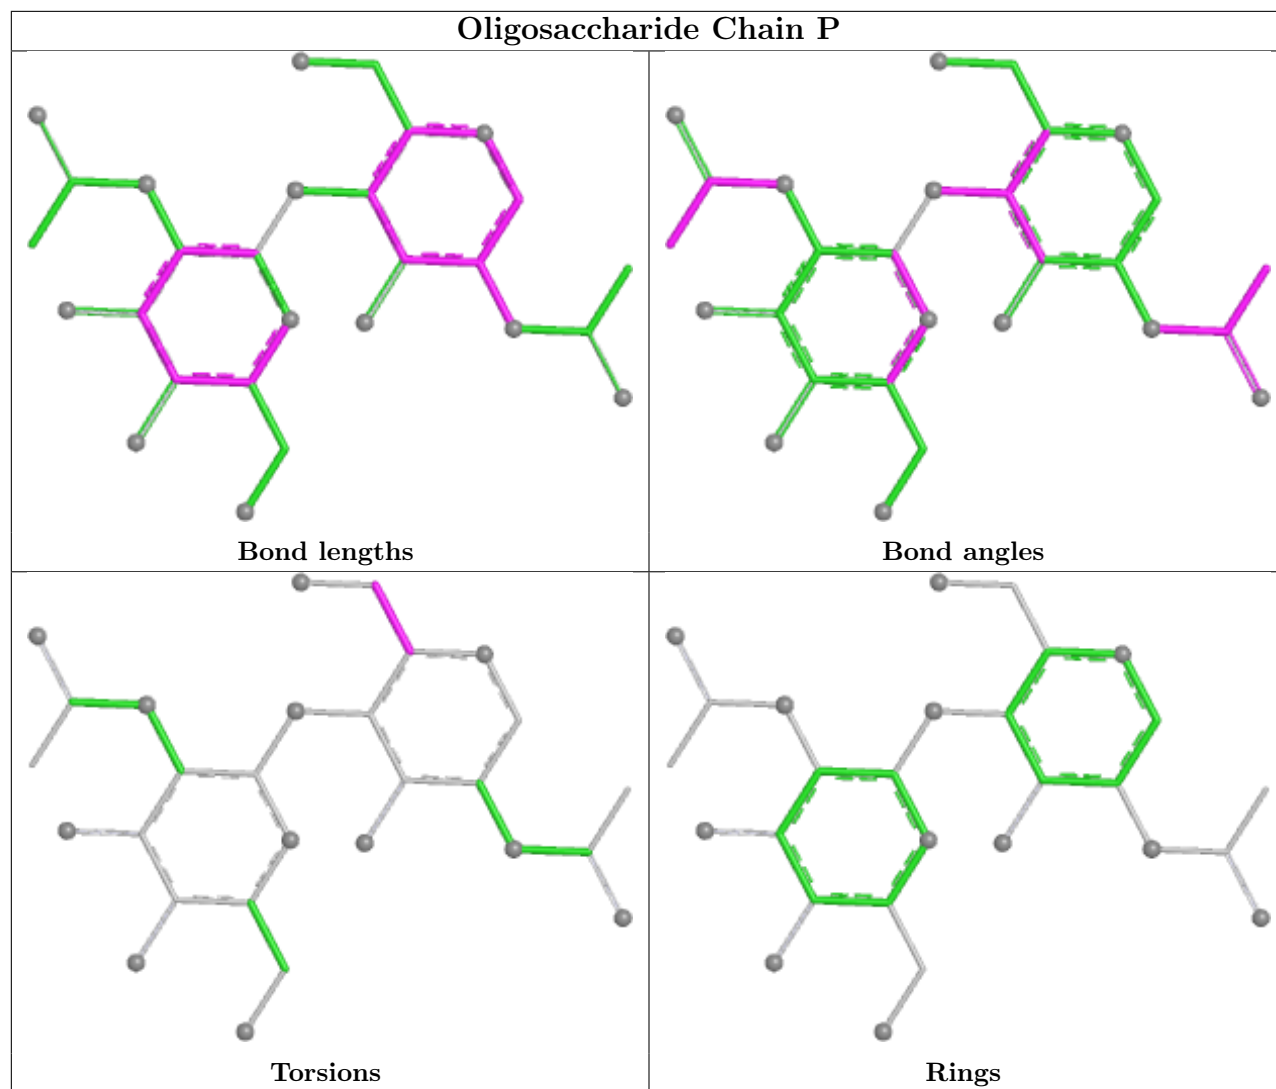 Oligosaccharide Chain P
Bond lengths
Bond angles
Torsions
Rings